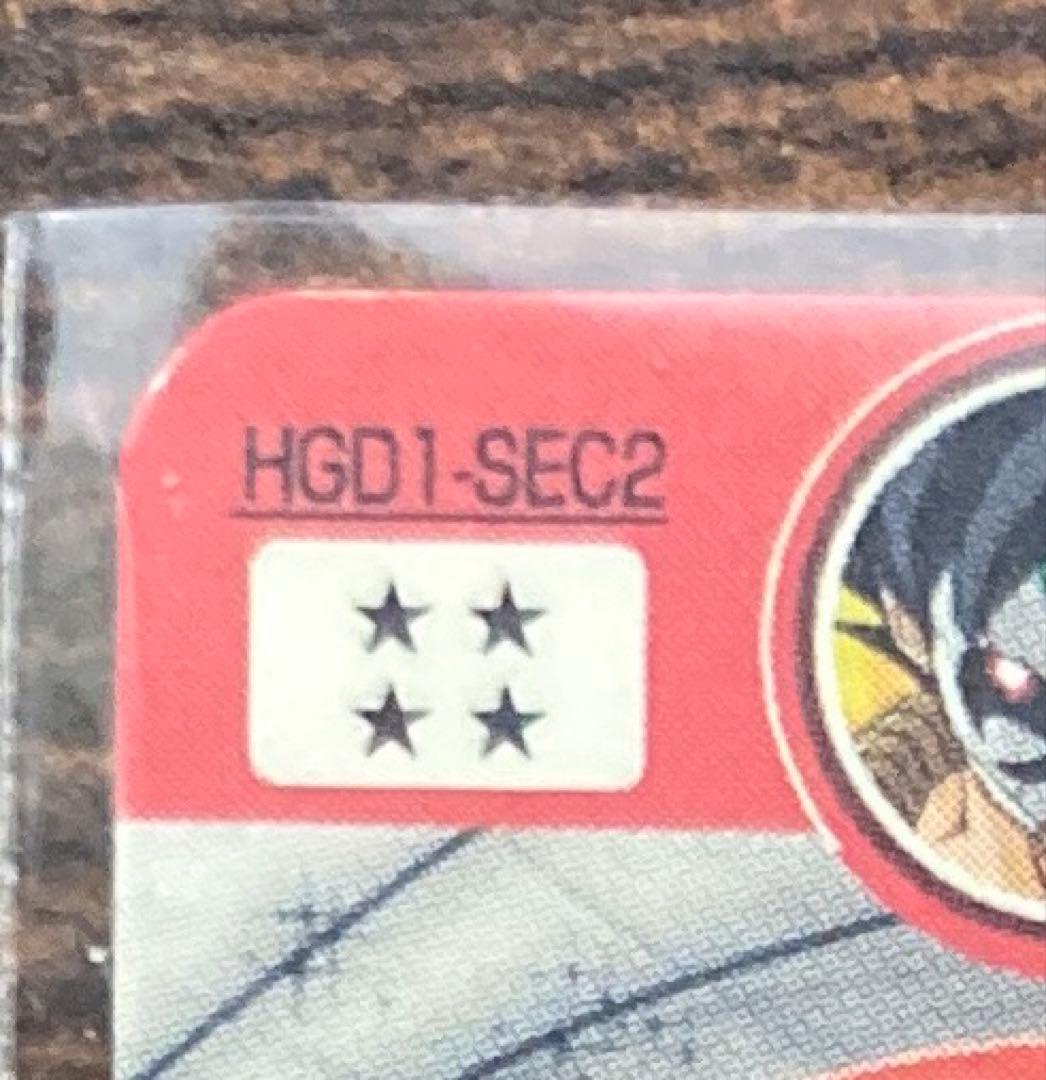 HGD1-SEC2
★ ★
★ ★